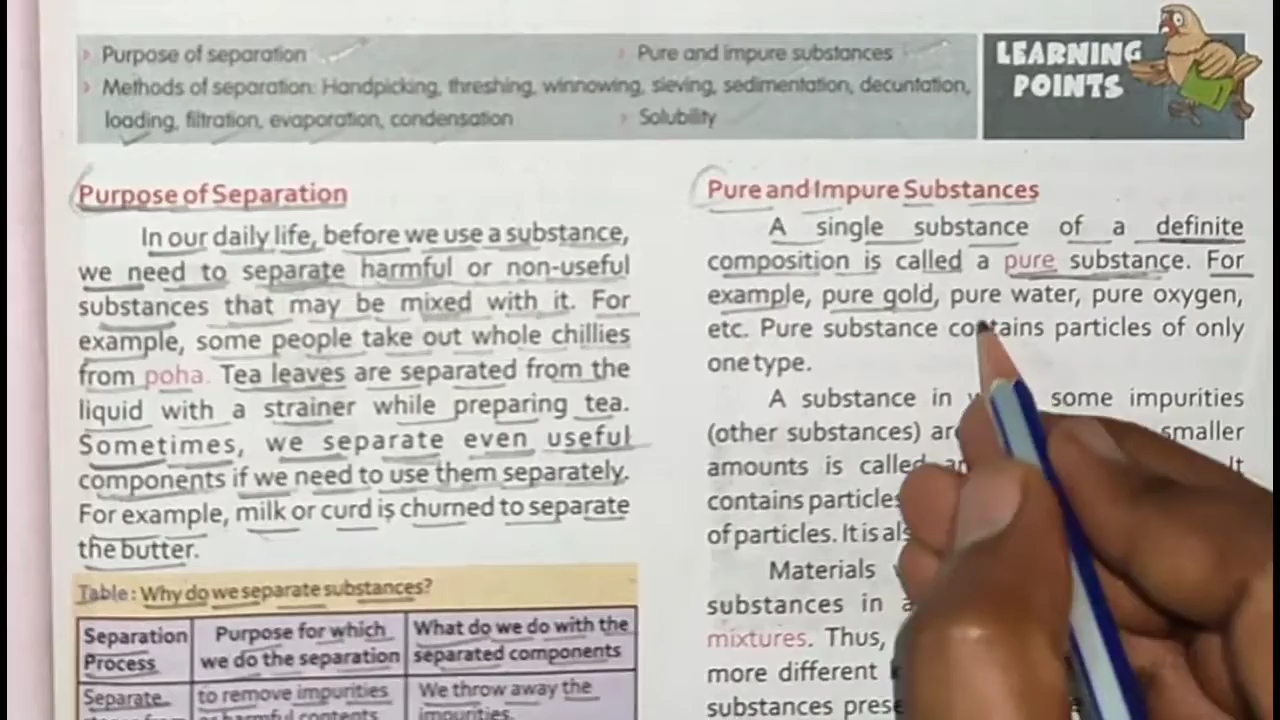 Purpose of separation
Pure and impure substances
Methods of separation: Handpicking, threshing, winnowing, sieving, sedimentation, decuntation,
loading, filtration, evaporation, condensation
Solubility
LEARNING
POINTS
Purpose of Separation
In our daily life, before we use a substance,
we need to separate harmful or non-useful
substances that may be mixed with it. For
example, some people take out whole chillies
from poha. Tea leaves are separated from the
liquid with a strainer while preparing tea.
Sometimes, we separate even useful
components if we need to use them separately.
For example, milk or curd is churned to separate
the butter.
Table : Why do we separate substances?
Separation
Process
Purpose for which
we do the separation
What do we do with the
separated components
Separate
to remove impurities
or harmful contents
We throw away the
impurities.
Pure and Impure Substances
A single substance of a definite
composition is called a pure substance. For
example, pure gold, pure water, pure oxygen,
etc. Pure substance contains particles of only
one type.
A substance in some impurities
(other substances) smaller
amounts is called It
contains particles
of particles. It is
Materials
substances in
mixtures. Thus,
more different
substances